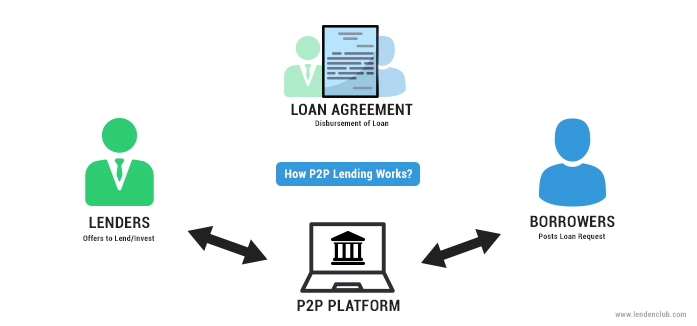 LOAN AGREEMENT
Disbursement of Loan
How P2P Lending Works?
LENDERS
Offers to Lend/Invest
BORROWERS
Posts Loan Request
P2P PLATFORM
www.lendenclub.com